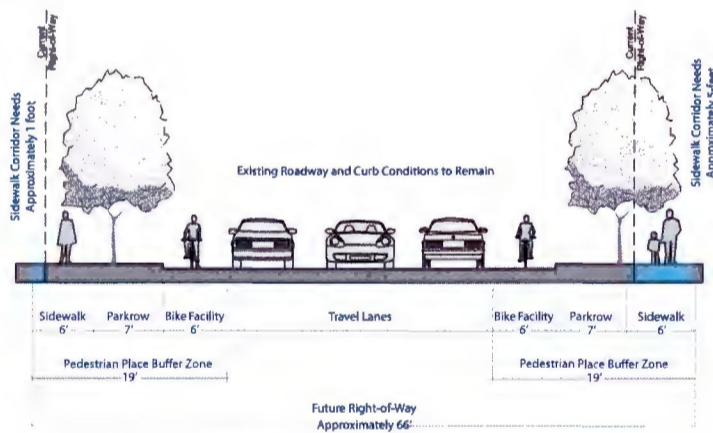 Sidewalk Corridor Needs
Approximately 1 foot
Current
Right-of-Way
Current
Right-of-Way
Sidewalk Corridor Needs
Approximately 5-feet
Existing Roadway and Curb Conditions to Remain
Sidewalk
6'
Parkrow
7'
Bike Facility
6'
Travel Lanes
Bike Facility
6'
Parkrow
7'
Sidewalk
6'
Pedestrian Place Buffer Zone
19'
Pedestrian Place Buffer Zone
19'
Future Right-of-Way
Approximately 66'